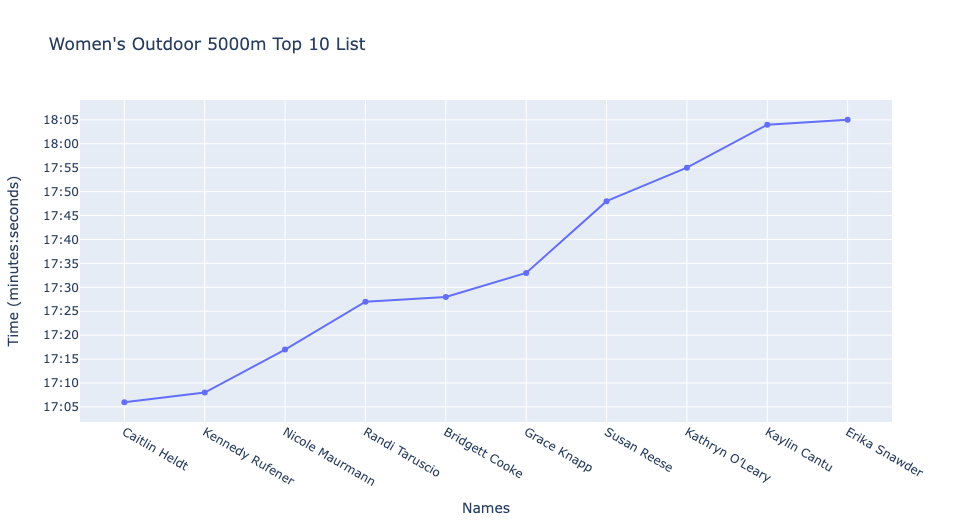 Women's Outdoor 5000m Top 10 List
Time (minutes:seconds)
18:05
18:00
17:55
17:50
17:45
17:40
17:35
17:30
17:25
17:20
17:15
17:10
17:05
Caitlin Heldt
Kennedy Rufener
Nicole Maurmann
Randi Taruscio
Bridgett Cooke
Grace Knapp
Susan Reese
Kathryn O'Leary
Kaylin Cantu
Erika Snawder
Names